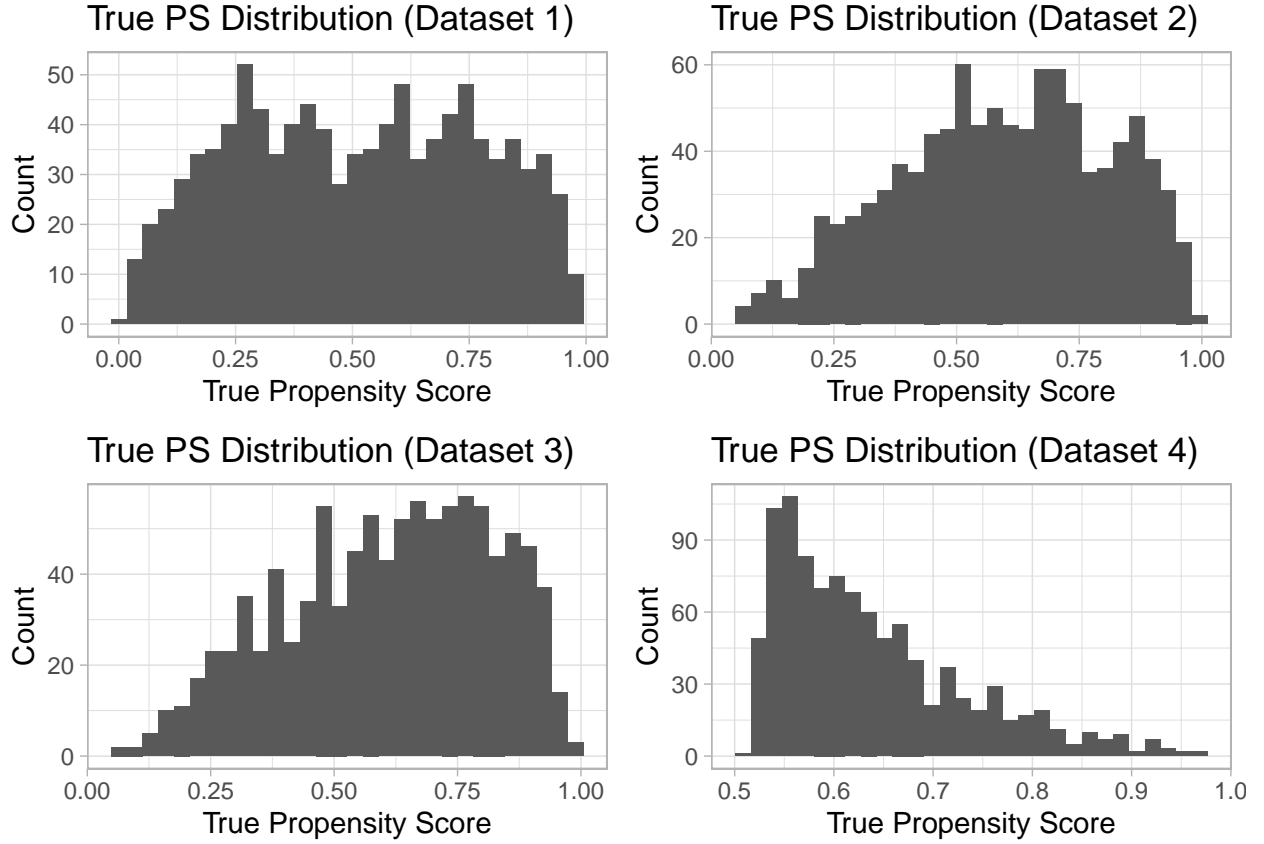 True PS Distribution (Dataset 1)
Count
50
40
30
20
10
0
0.00 0.25 0.50 0.75 1.00
True Propensity Score
True PS Distribution (Dataset 2)
Count
60
40
20
0
0.00 0.25 0.50 0.75 1.00
True Propensity Score
True PS Distribution (Dataset 3)
Count
40
20
0
0.00 0.25 0.50 0.75 1.00
True Propensity Score
True PS Distribution (Dataset 4)
Count
90
60
30
0
0.5 0.6 0.7 0.8 0.9 1.0
True Propensity Score